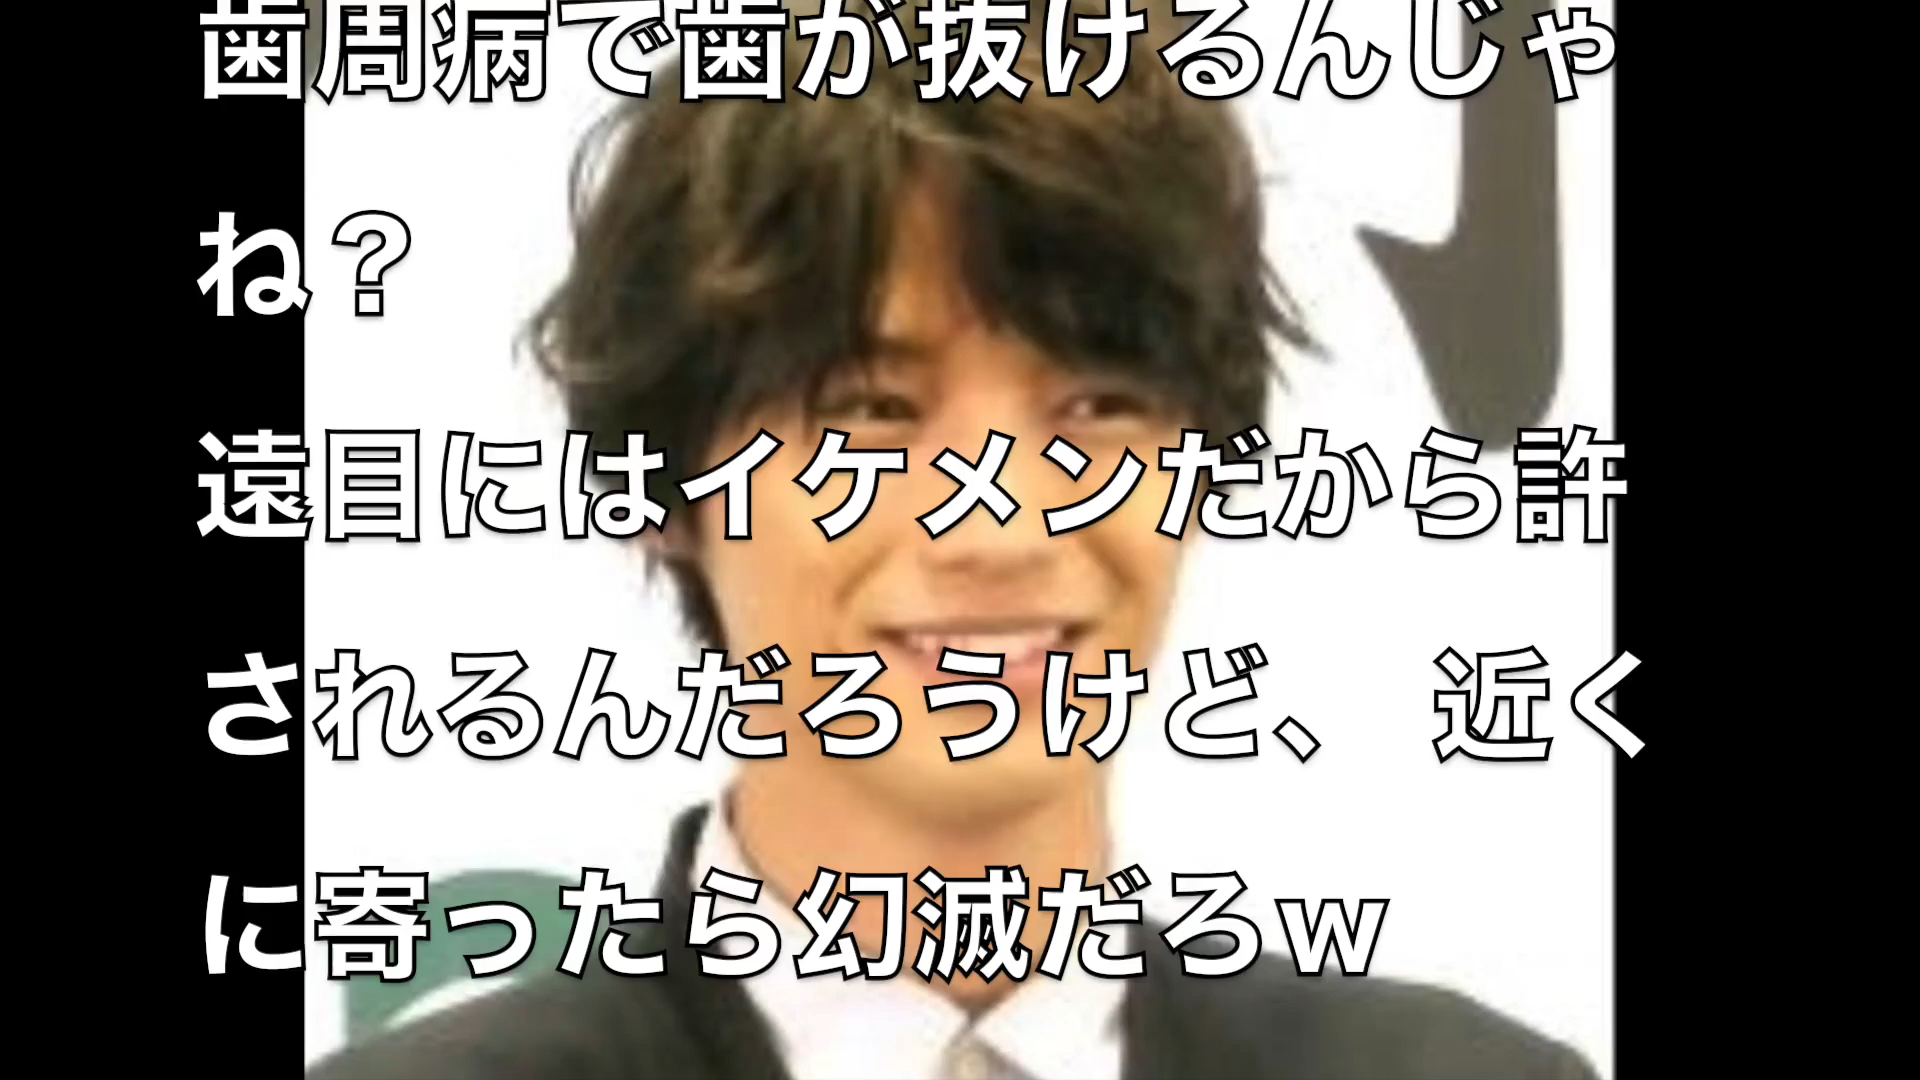 歯周病で歯が抜けるんじゃ
ね？
遠目にはイケメンだから許
されるんだろうけど、 近く
に寄ったら幻滅だろw